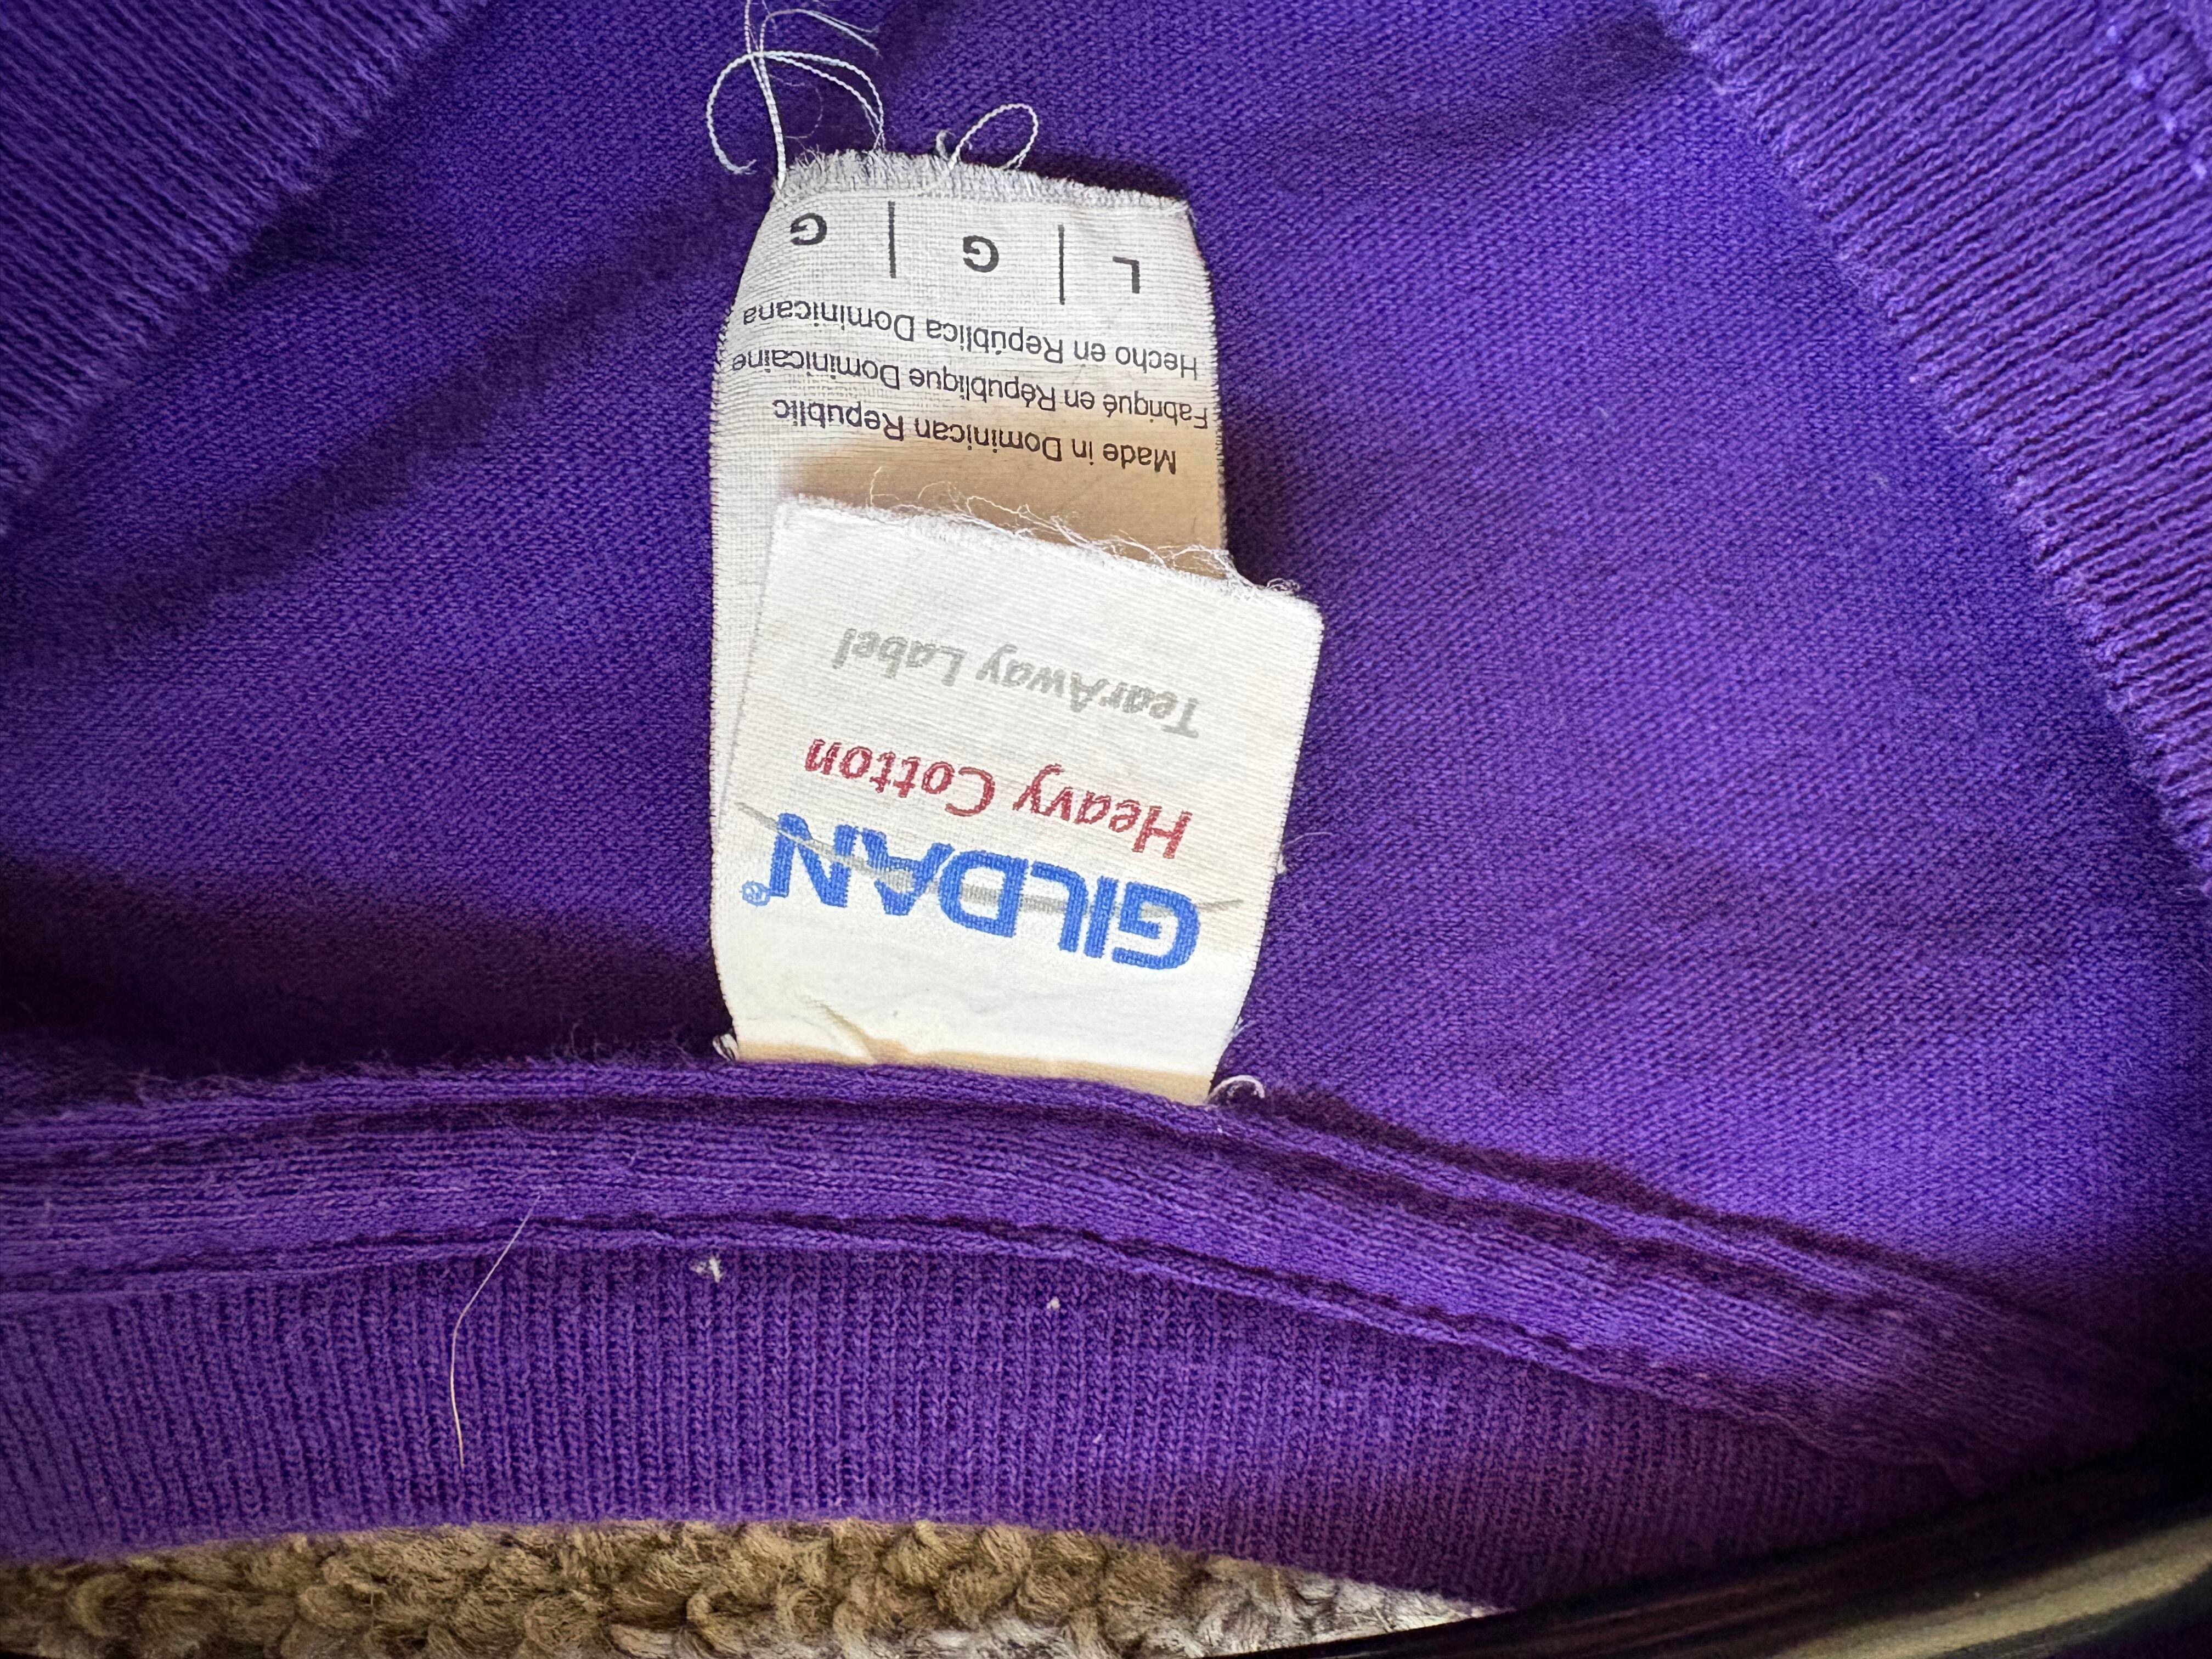 GILDAN®
Heavy Cotton
TearAway Label
Made in Dominican Republic
Fabriqué en République Dominicaine
Hecho en República Dominicana
L | G | G